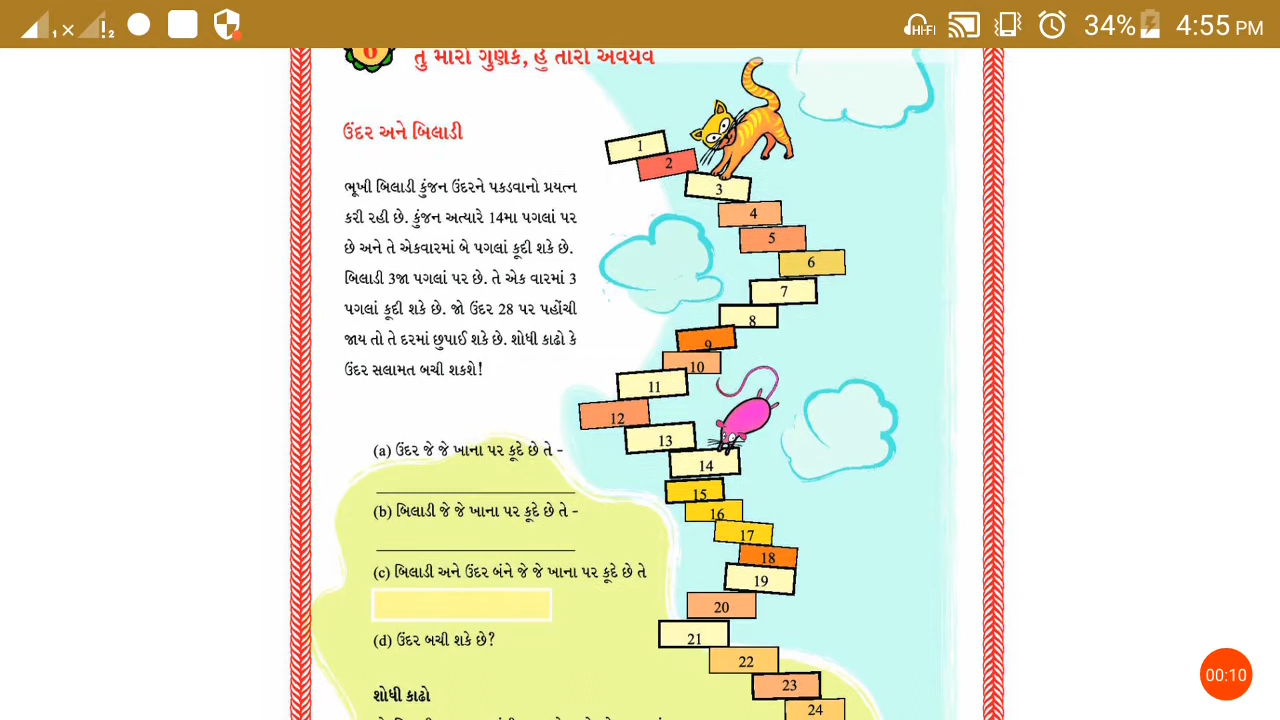 34% 4:55 PM
6
તું મારો ગુણક, હું તારો અવયવ
ઉંદર અને બિલાડી
ભૂખી બિલાડી કુંજન ઉંદરને પકડવાનો પ્રયત્ન
કરી રહી છે. કુંજન અત્યારે 14મા પગલાં પર
છે અને તે એકવારમાં બે પગલાં કૂદી શકે છે.
બિલાડી 3જા પગલાં પર છે. તે એક વારમાં 3
પગલાં કૂદી શકે છે. જો ઉંદર 28 પર પહોંચી
જાય તો તે દરમાં છુપાઈ શકે છે. શોધી કાઢો કે
ઉંદર સલામત બચી શકશે!
(a) ઉંદર જે જે ખાના પર કૂદે છે તે -
(b) બિલાડી જે જે ખાના પર કૂદે છે તે -
(c) બિલાડી અને ઉંદર બંને જે જે ખાના પર કૂદે છે તે
(d) ઉંદર બચી શકે છે?
શોધી કાઢો
1
2
3
4
5
6
7
8
9
10
11
12
13
14
15
16
17
18
19
20
21
22
23
24
00:10